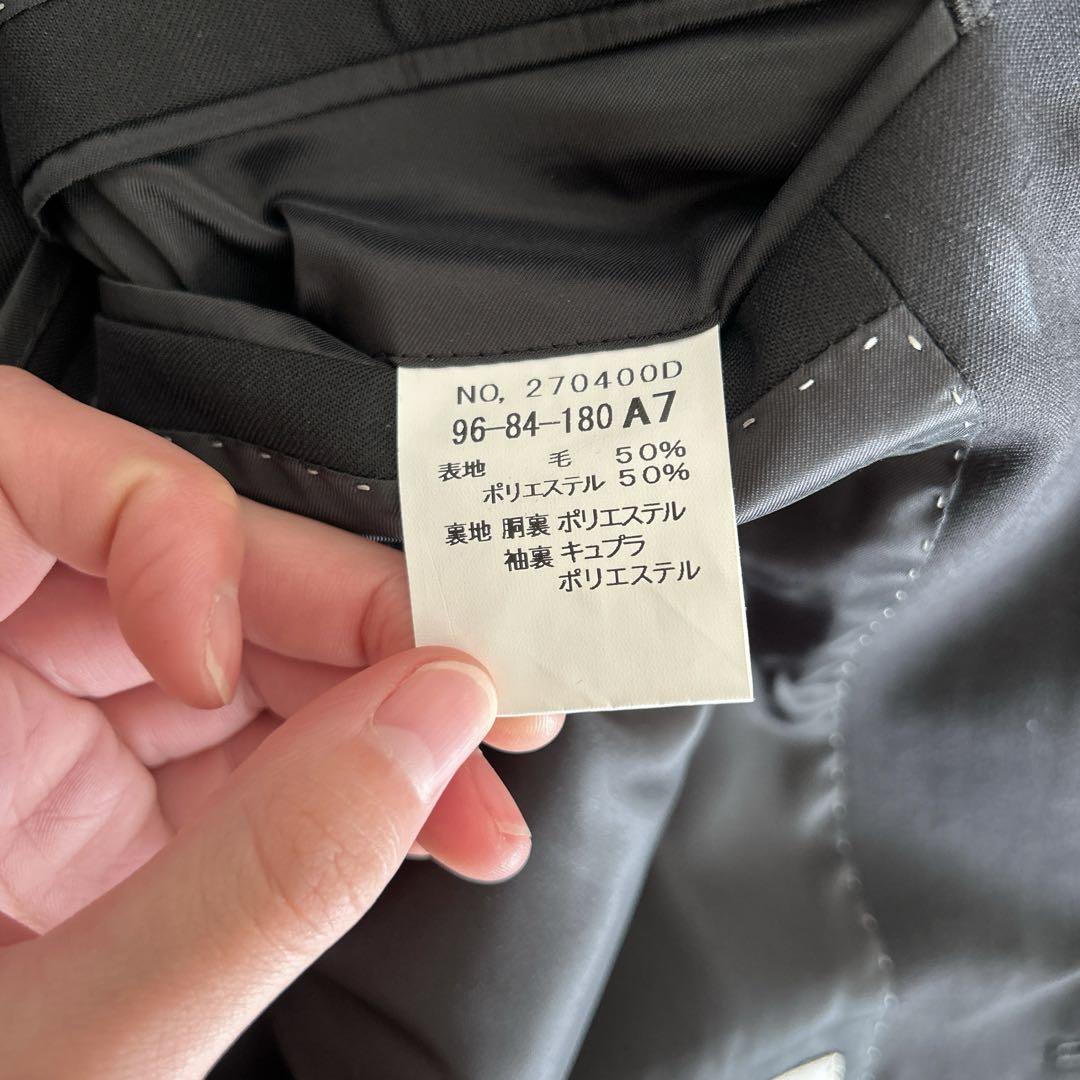 NO, 270400D
96-84-180 A7
表地 毛 50%
ポリエステル 50%
裏地 胴裏 ポリエステル
袖裏 キュプラ
ポリエステル